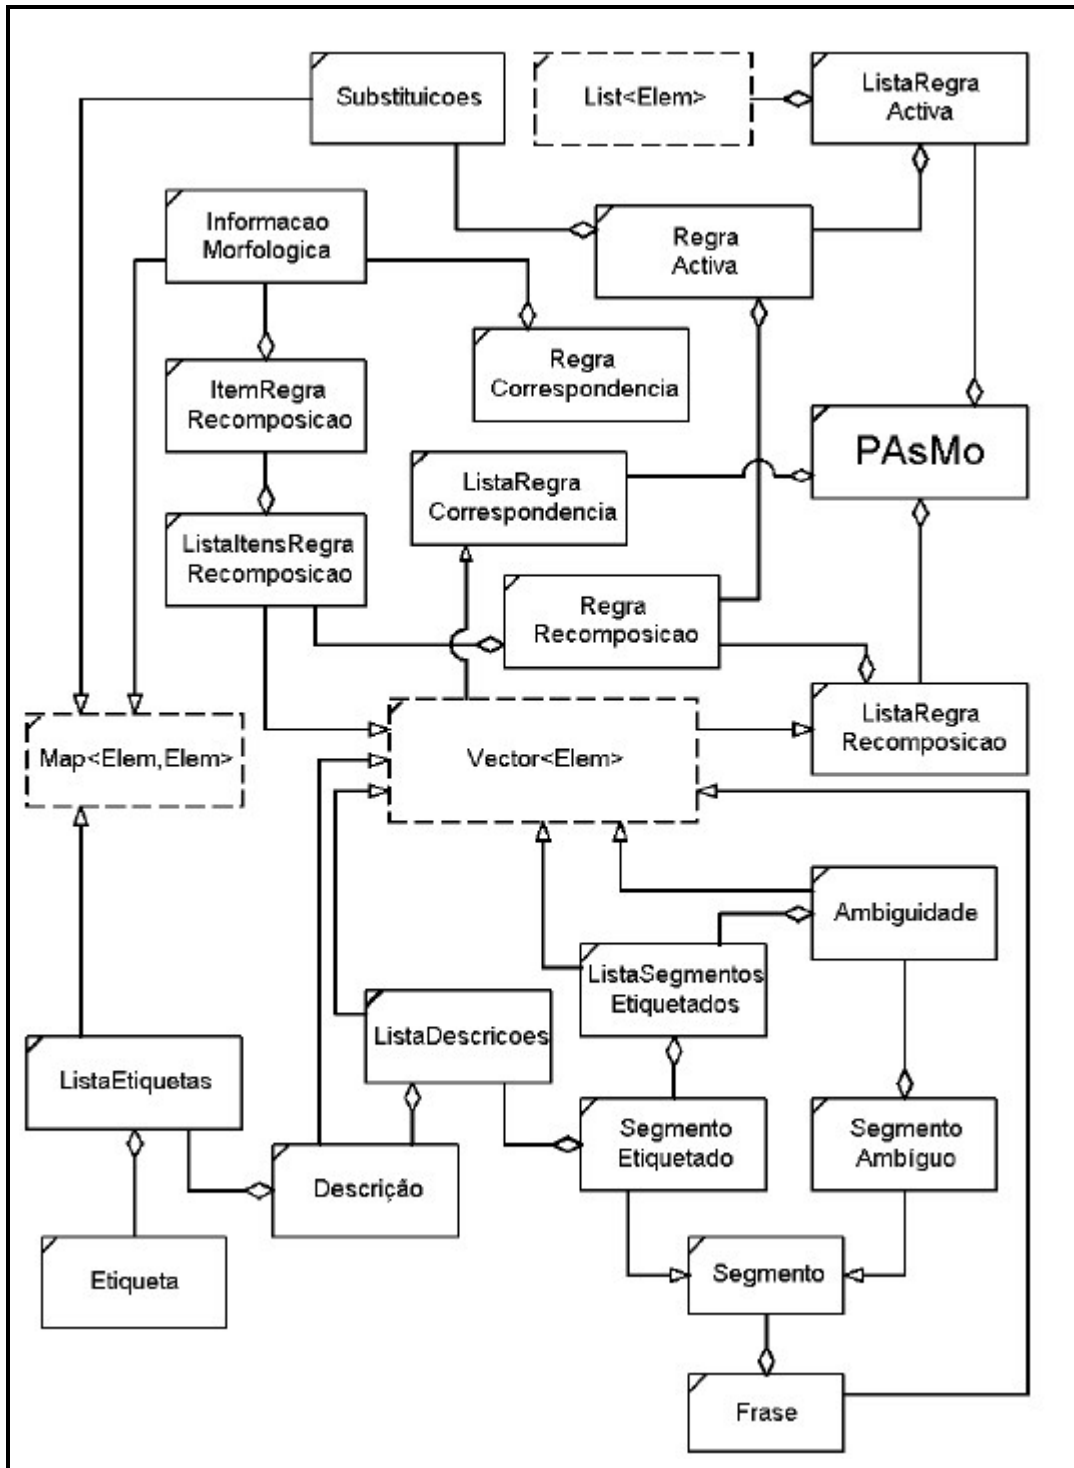 Substituicoes
List<Elem>
ListaRegra
Activa
Informacao
Morfologica
Regra
Activa
Regra
Correspondencia
ItemRegra
Recomposicao
PAsMo
ListaRegra
Correspondencia
ListaItensRegra
Recomposicao
Regra
Recomposicao
ListaRegra
Recomposicao
Map<Elem,Elem>
Vector<Elem>
Ambiguidade
ListaSegmentos
Etiquetados
ListaDescricoes
ListaEtiquetas
Segmento
Etiquetado
Segmento
Ambíguo
Descrição
Etiqueta
Segmento
Frase